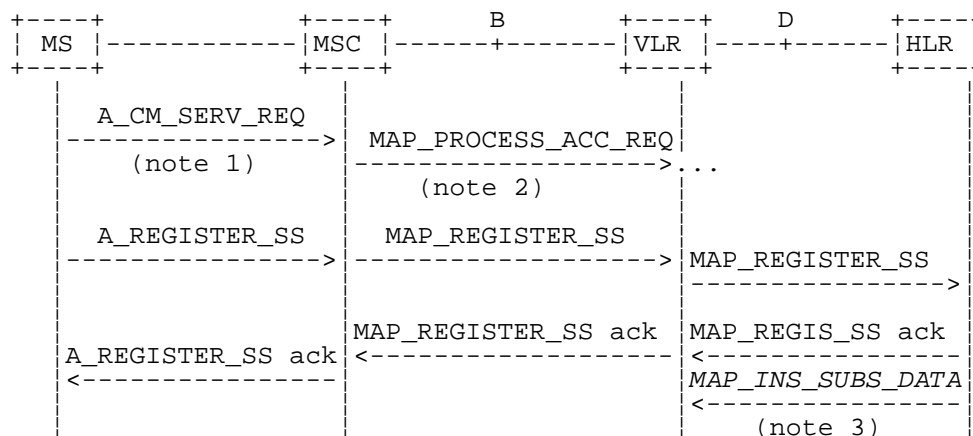 B D
MS MSC VLR HLR
A_CM_SERV_REQ
MAP_PROCESS_ACC_REQ
(note 1) ...
(note 2)
A_REGISTER_SS MAP_REGISTER_SS
MAP_REGISTER_SS
MAP_REGISTER_SS ack MAP_REGIS_SS ack
A_REGISTER_SS ack
MAP_INS_SUBS_DATA
(note 3)